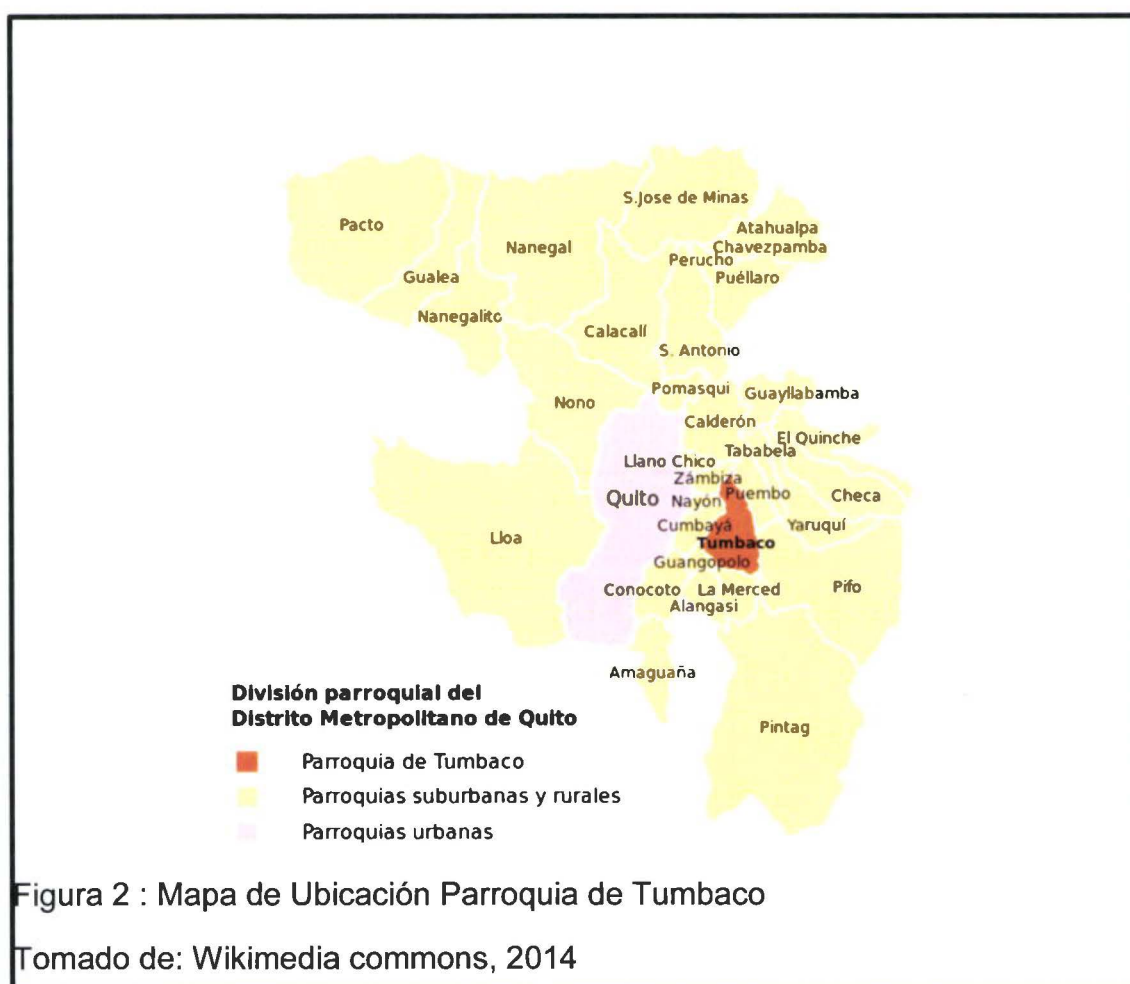 S.Jose de Minas
Pacto
Atahualpa
Nanegal
Chavezpamba
Perucho
Gualea
Puéllaro
Nanegalito
Calacalí
S. Antonio
Pomasqui
Guayllabamba
Nono
Calderón
El Quinche
Tababela
Llano Chico
Zámbiza
Quito
Nayón
Puembo
Checa
Cumbayá
Yaruquí
Lloa
Tumbaco
Guangopolo
Conocoto
La Merced
Pifo
Alangasi
Amaguaña
Pintag
División parroquial del
Distrito Metropolitano de Quito
Parroquia de Tumbaco
Parroquias suburbanas y rurales
Parroquias urbanas
Figura 2 : Mapa de Ubicación Parroquia de Tumbaco
Tomado de: Wikimedia commons, 2014